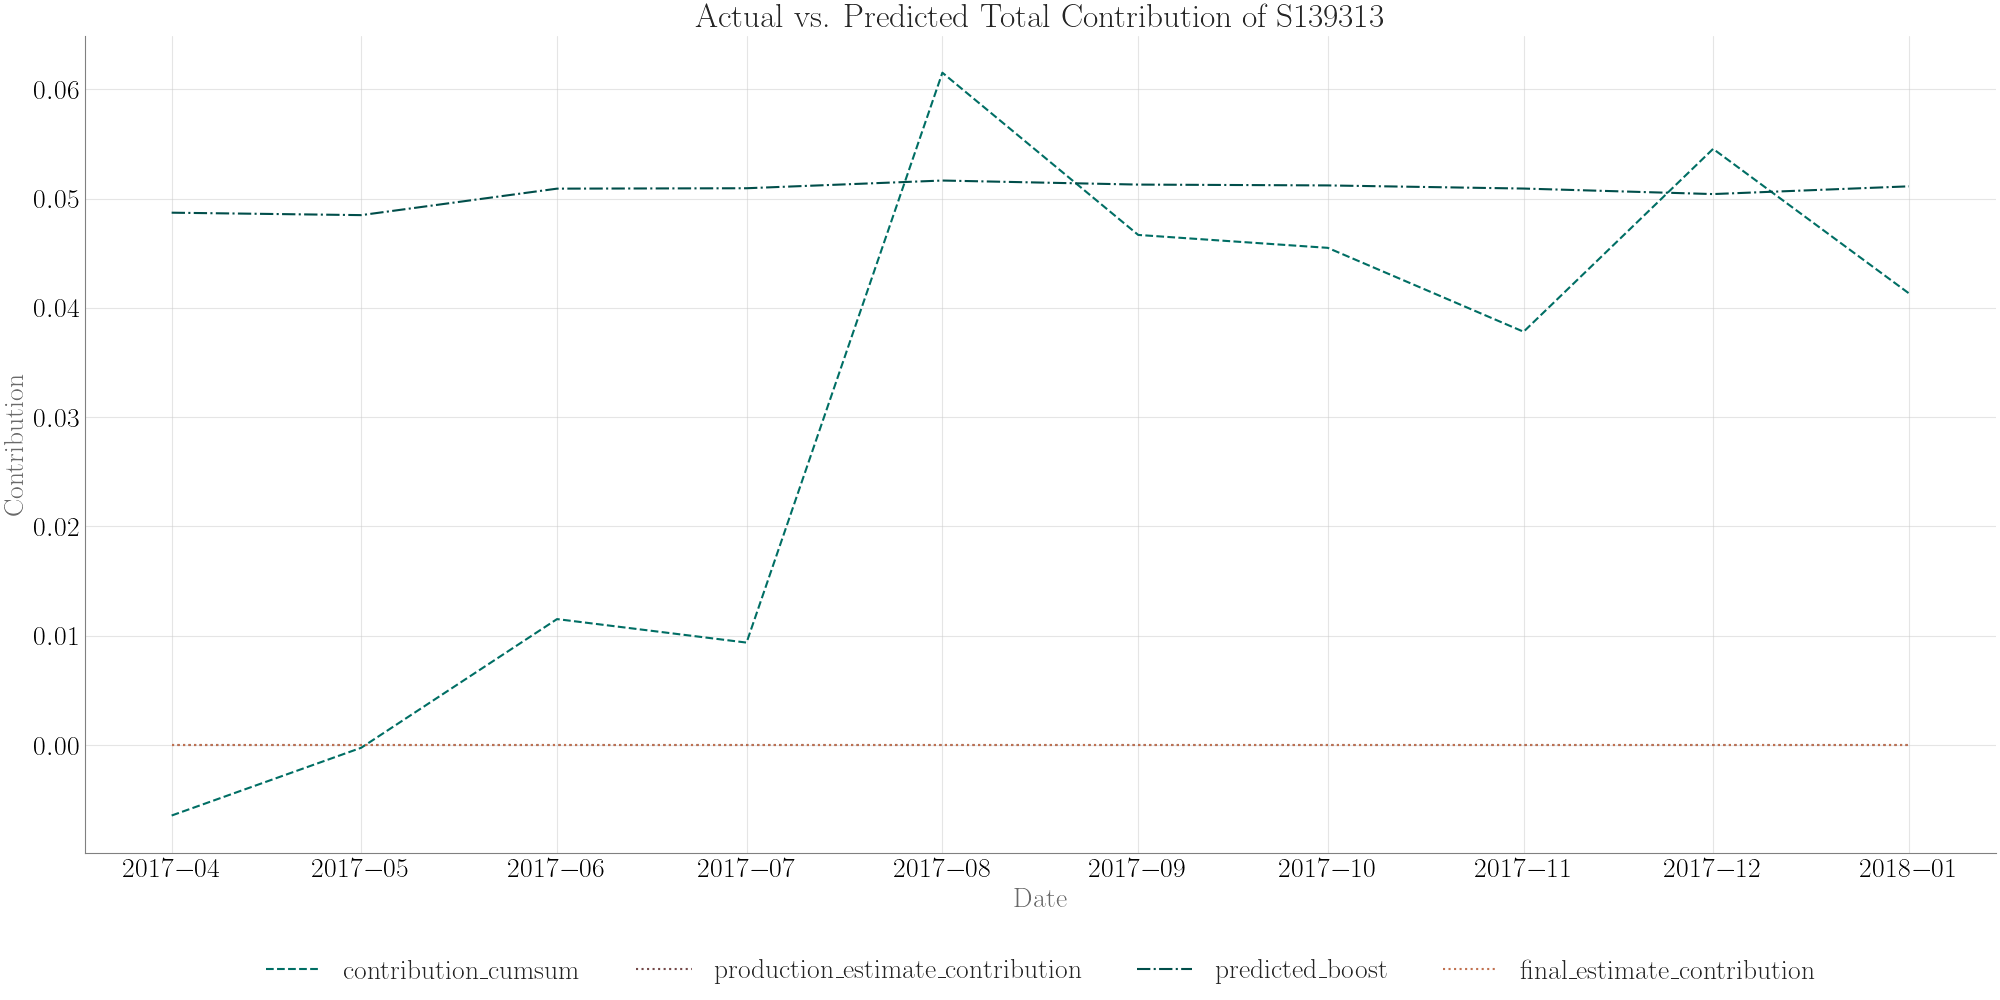 Actual vs. Predicted Total Contribution of S139313
0.06
0.05
0.04
0.03
0.02
0.01
0.00
Contribution
2017−04 2017−05 2017−06 2017−07 2017−08 2017−09 2017−10 2017−11 2017−12 2018−01
Date
contribution_cumsum production_estimate_contribution predicted_boost final_estimate_contribution